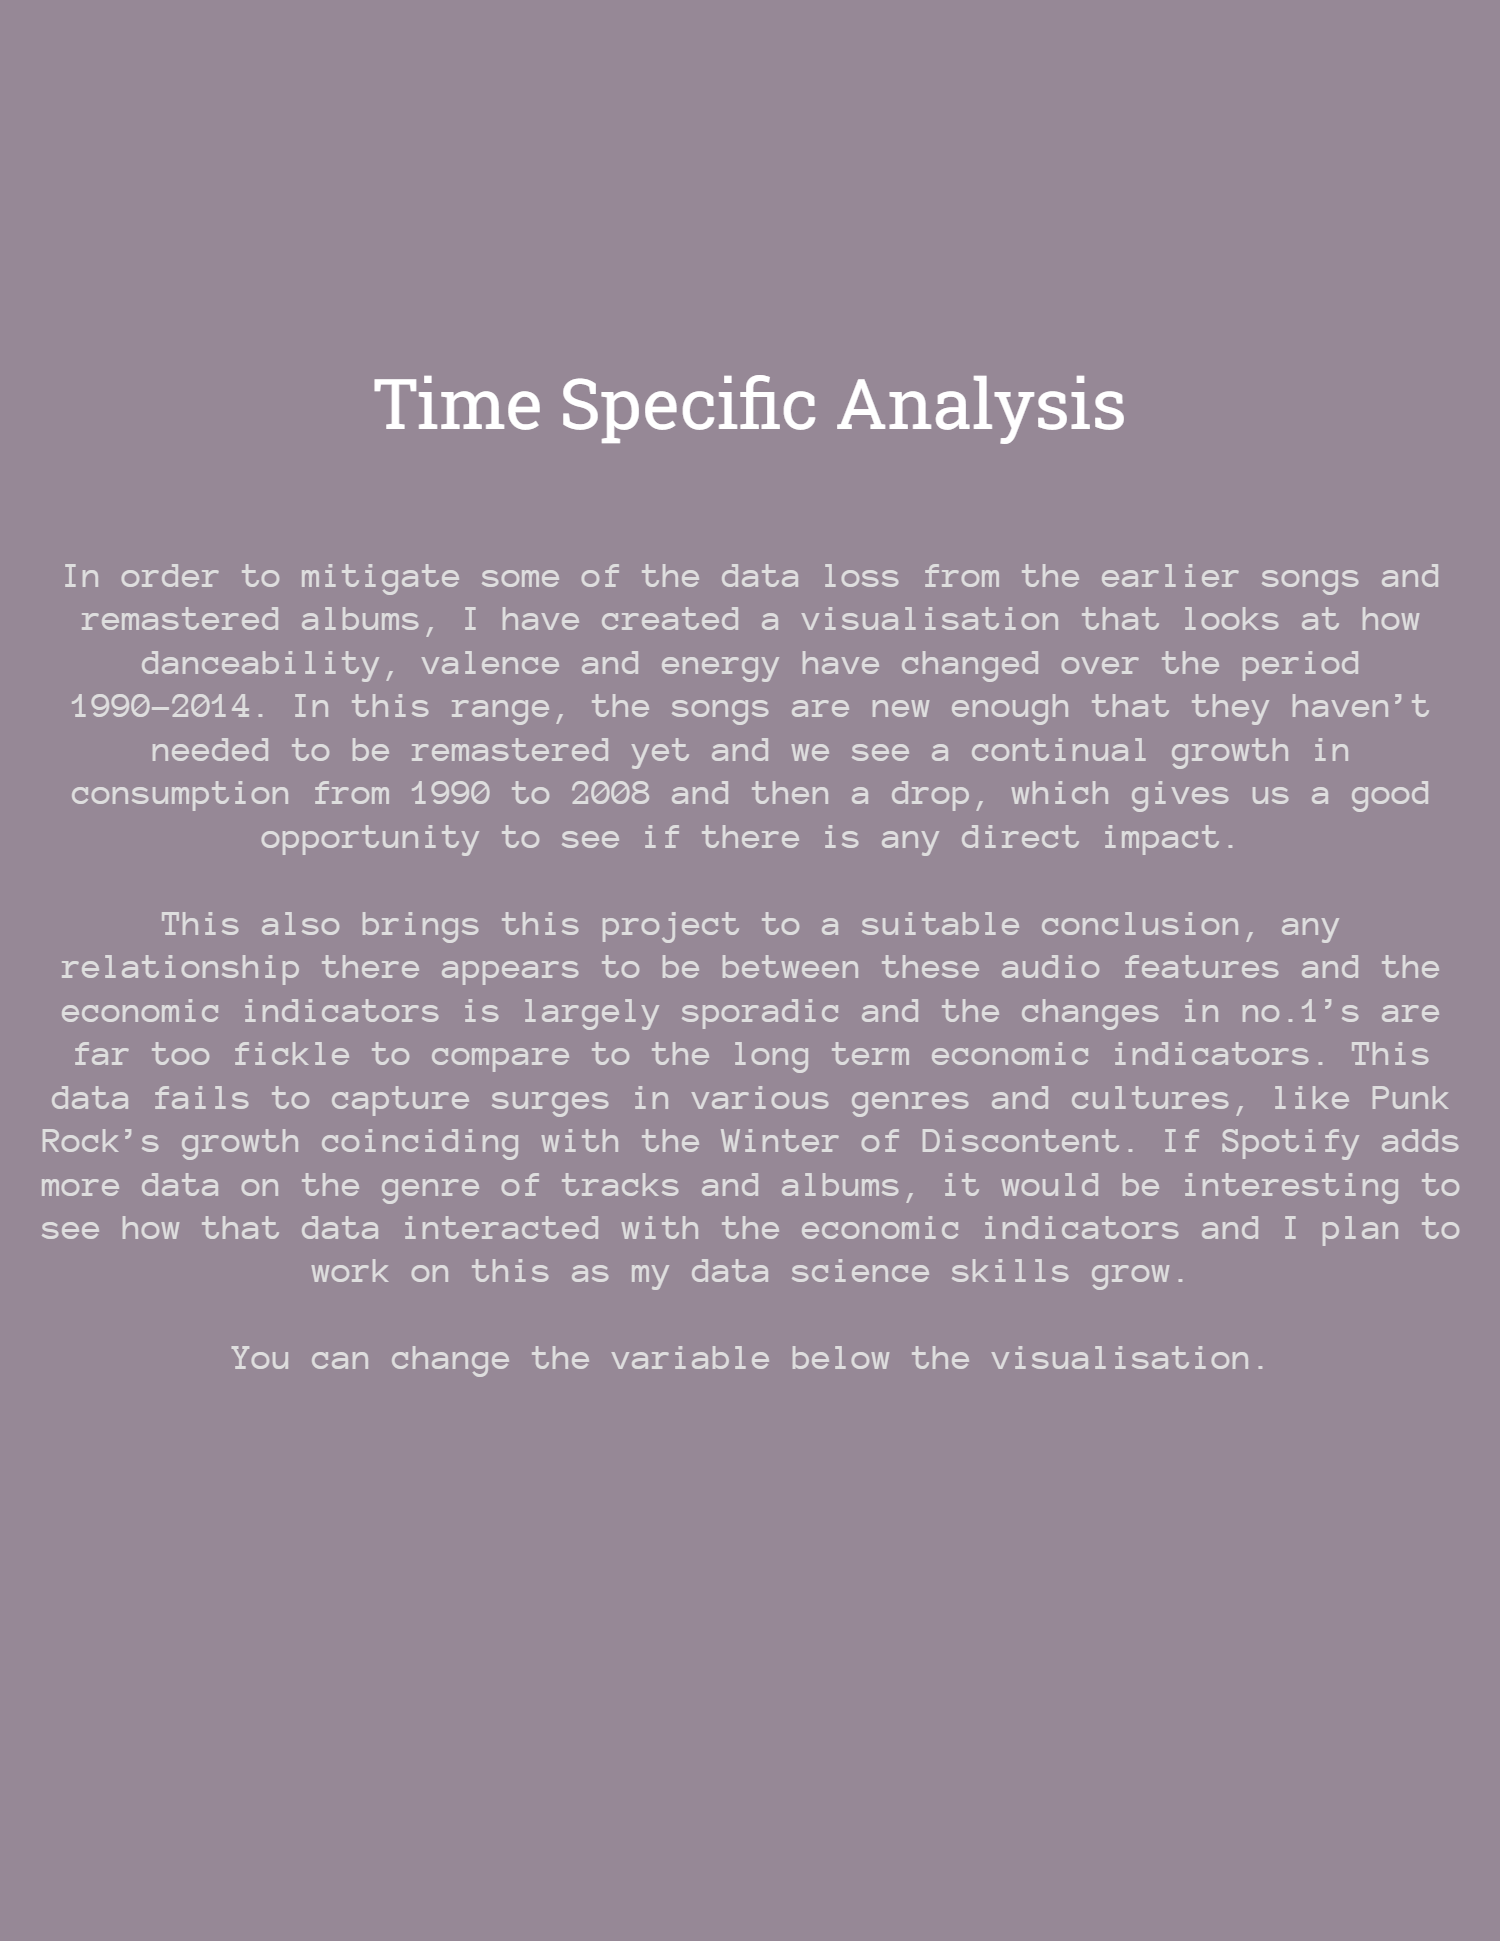 Time Specific Analysis
In order to mitigate some of the data loss from the earlier songs and
remastered albums, I have created a visualisation that looks at how
danceability, valence and energy have changed over the period
1990-2014. In this range, the songs are new enough that they haven’t
needed to be remastered yet and we see a continual growth in
consumption from 1990 to 2008 and then a drop, which gives us a good
opportunity to see if there is any direct impact.
This also brings this project to a suitable conclusion, any
relationship there appears to be between these audio features and the
economic indicators is largely sporadic and the changes in no.1’s are
far too fickle to compare to the long term economic indicators. This
data fails to capture surges in various genres and cultures, like Punk
Rock’s growth coinciding with the Winter of Discontent. If Spotify adds
more data on the genre of tracks and albums, it would be interesting to
see how that data interacted with the economic indicators and I plan to
work on this as my data science skills grow.
You can change the variable below the visualisation.